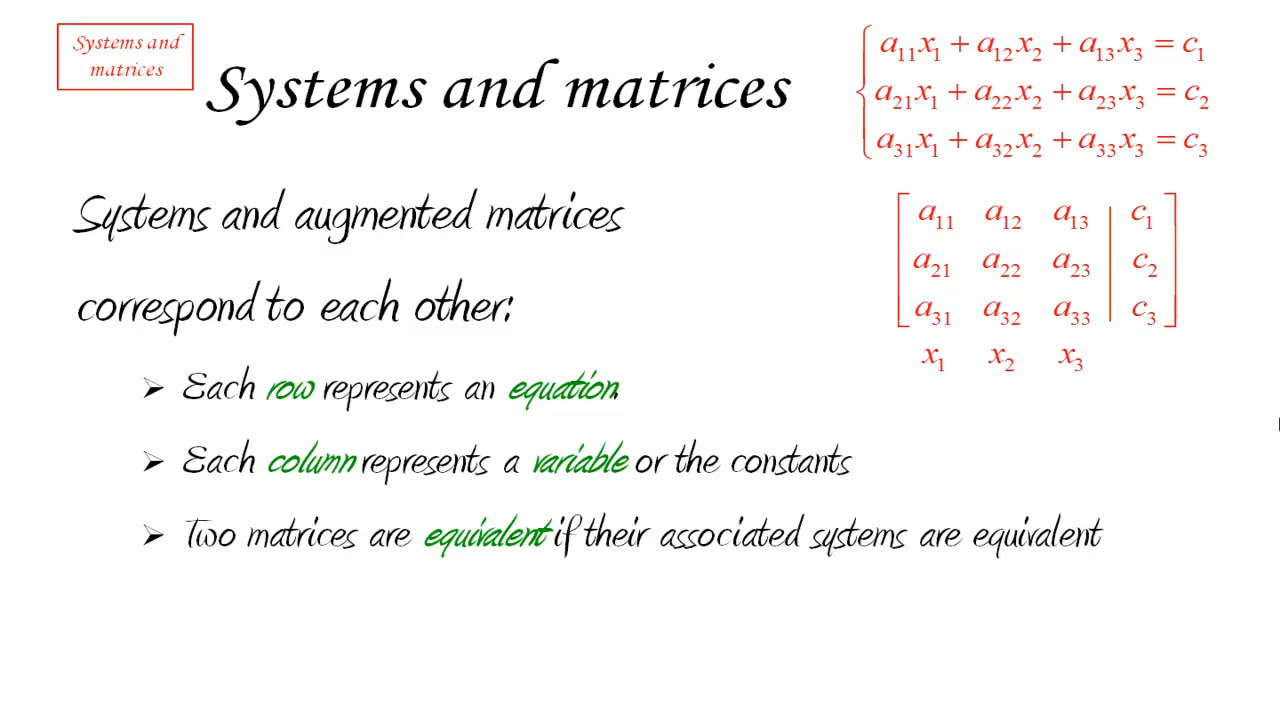 Systems and
matrices
Systems and matrices
a₁₁x₁ + a₁₂x₂ + a₁₃x₃ = c₁
a₂₁x₁ + a₂₂x₂ + a₂₃x₃ = c₂
a₃₁x₁ + a₃₂x₂ + a₃₃x₃ = c₃
Systems and augmented matrices
correspond to each other:
a₁₁ a₁₂ a₁₃ | c₁
a₂₁ a₂₂ a₂₃ | c₂
a₃₁ a₃₂ a₃₃ | c₃
x₁ x₂ x₃
➢ Each row represents an equation.
➢ Each column represents a variable or the constants
➢ Two matrices are equivalent if their associated systems are equivalent